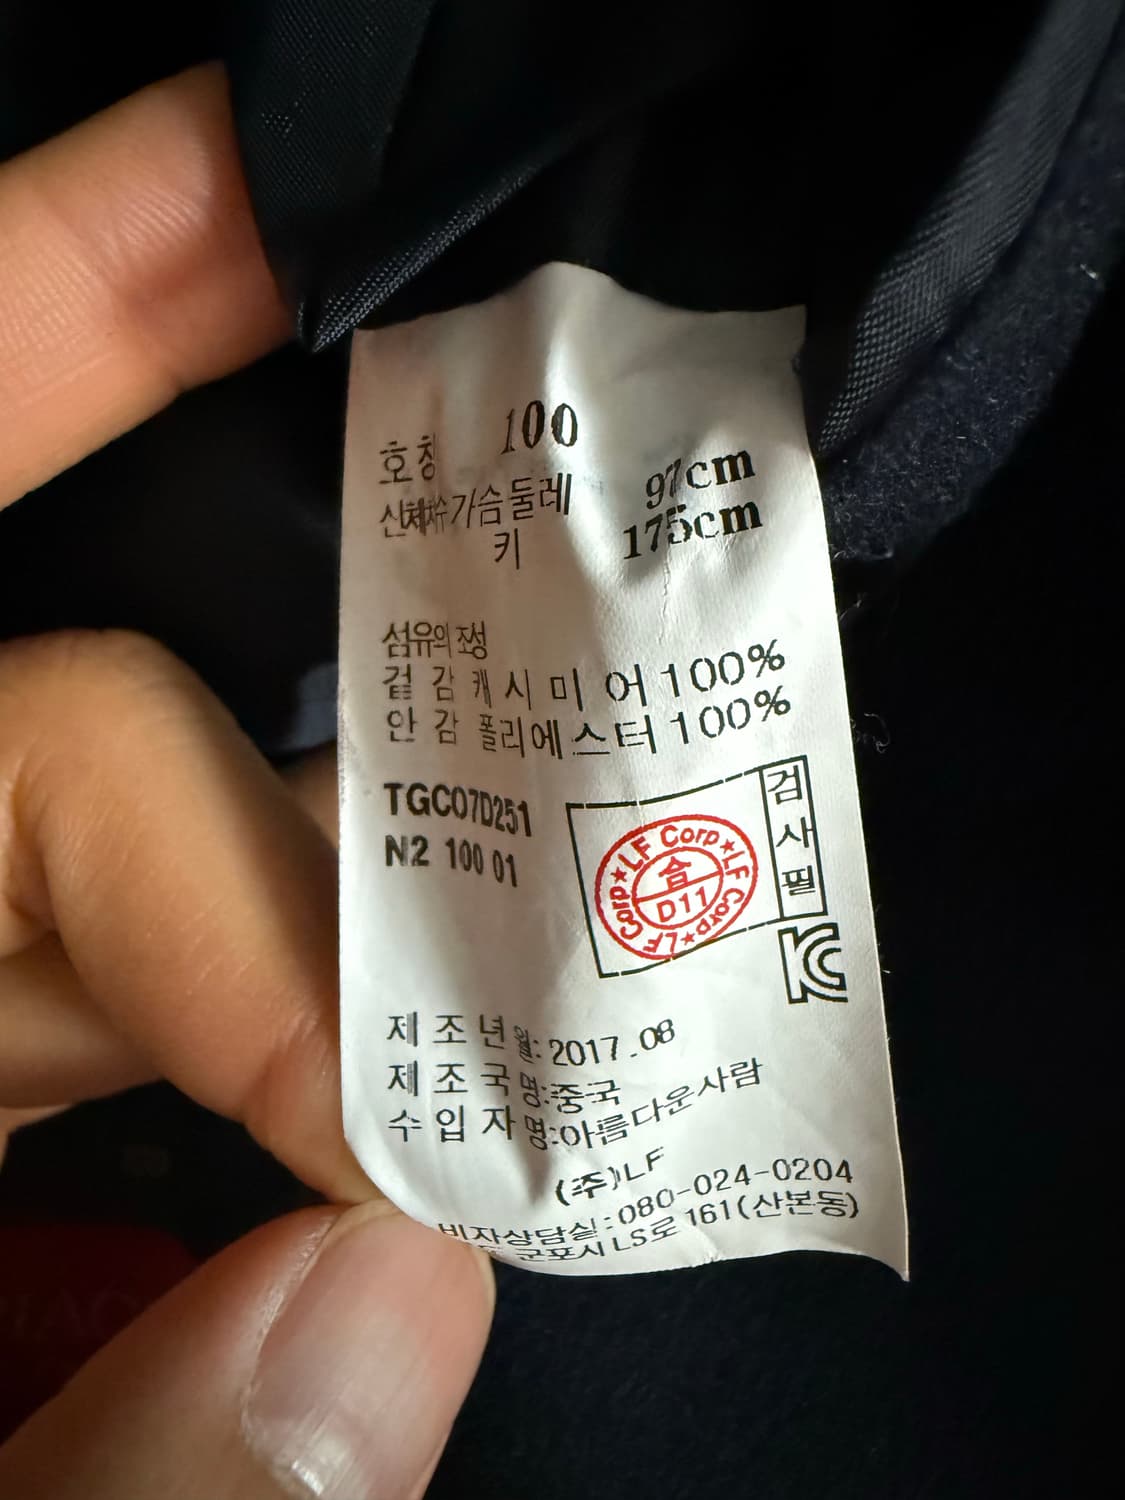 호칭 100
신체치수 가슴둘레 97cm
키 175cm
섬유의 조성
겉감 캐시미어 100%
안감 폴리에스터 100%
TGC07D251
N2 100 01
검사필
LF Corp★LF Corp★LF Corp★
合
D11
KC
제조년월: 2017.08
제조국명: 중국
수입자명: 아름다운사람
(주)LF
비자상담실: 080-024-0204
군포시 LS로 161(산본동)